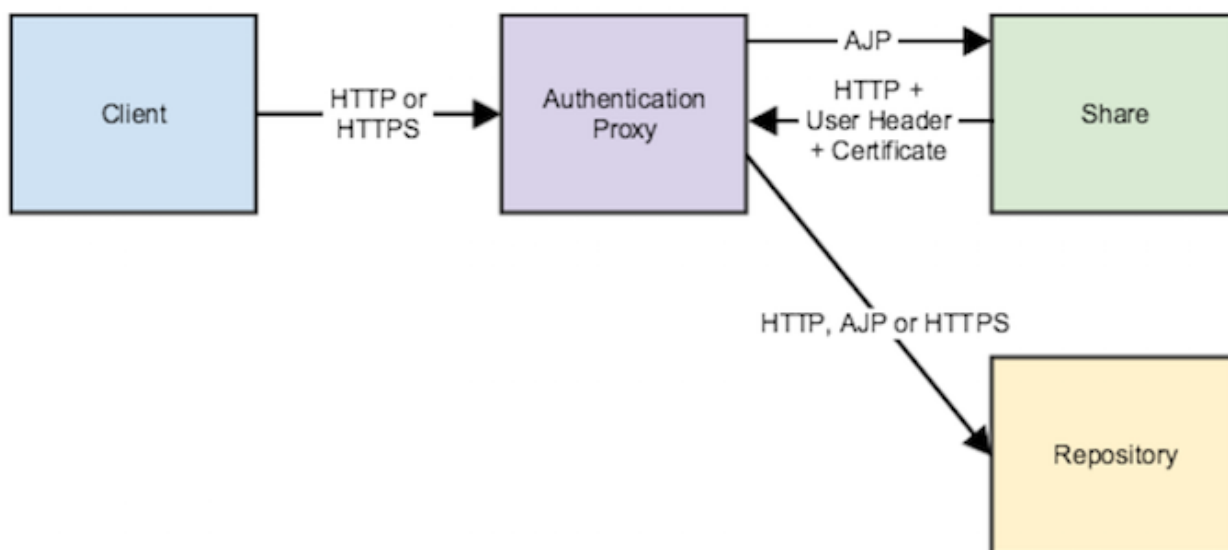 Client
HTTP or
HTTPS
Authentication
Proxy
AJP
HTTP +
User Header
+ Certificate
Share
HTTP, AJP or HTTPS
Repository